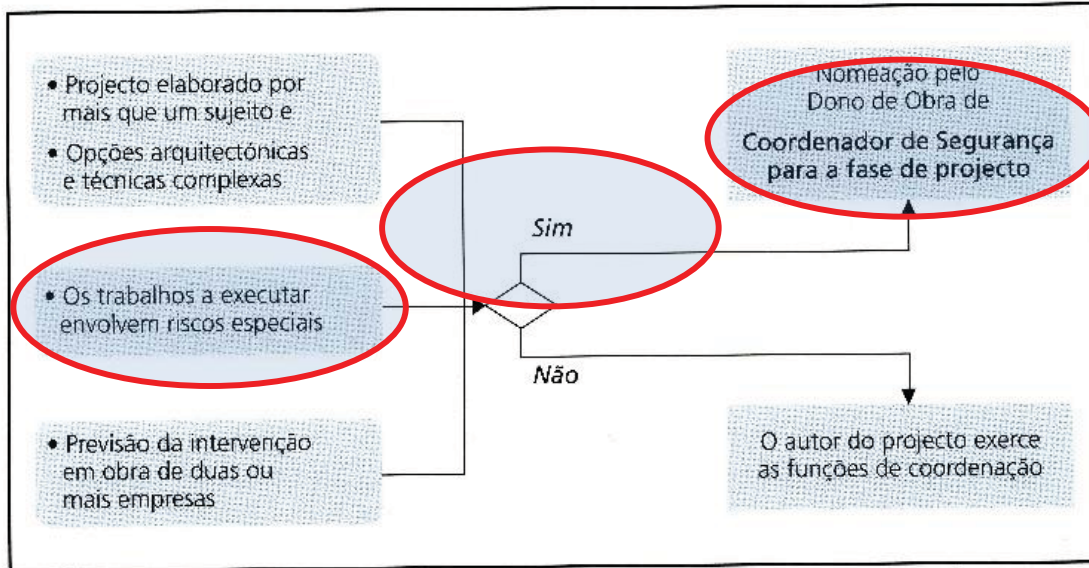 • Projecto elaborado por
mais que um sujeito e
• Opções arquitectónicas
e técnicas complexas
• Os trabalhos a executar
envolvem riscos especiais
• Previsão da intervenção
em obra de duas ou
mais empresas
Sim
Não
Nomeação pelo
Dono de Obra de
Coordenador de Segurança
para a fase de projecto
O autor do projecto exerce
as funções de coordenação